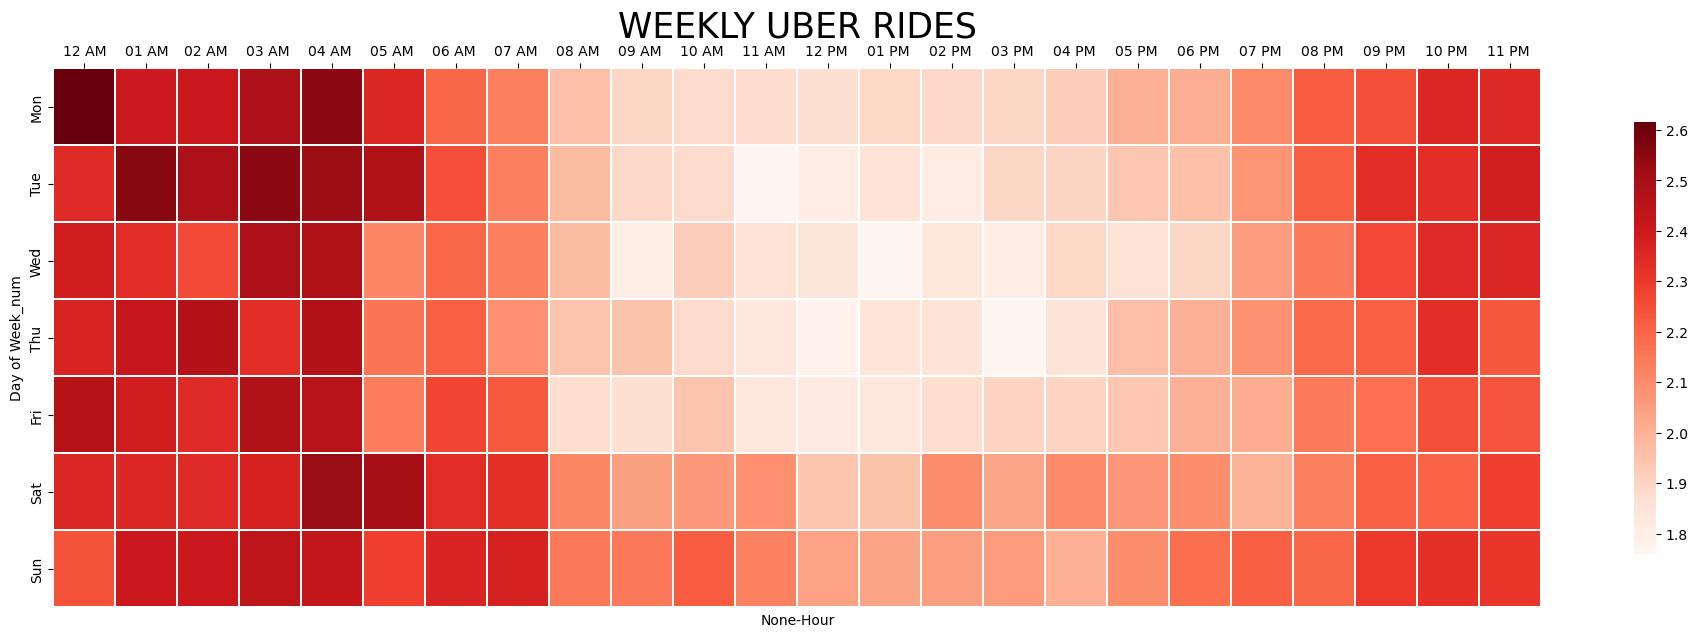 WEEKLY UBER RIDES
12 AM 01 AM 02 AM 03 AM 04 AM 05 AM 06 AM 07 AM 08 AM 09 AM 10 AM 11 AM 12 PM 01 PM 02 PM 03 PM 04 PM 05 PM 06 PM 07 PM 08 PM 09 PM 10 PM 11 PM
Day of Week_num
Mon
Tue
Wed
Thu
Fri
Sat
Sun
None-Hour
2.6
2.5
2.4
2.3
2.2
2.1
2.0
1.9
1.8